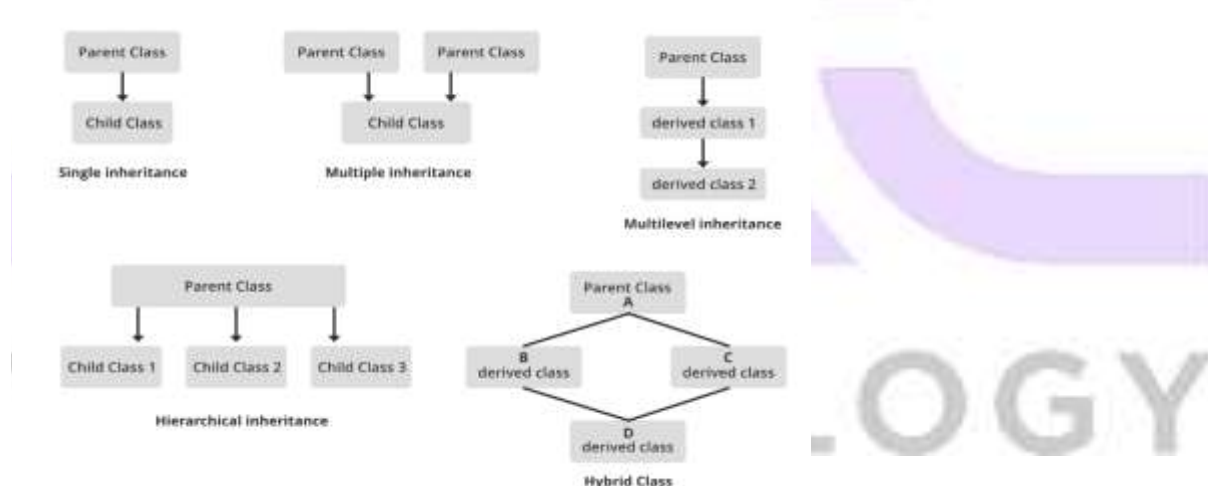 Parent Class
Child Class
Single inheritance
Parent Class
Parent Class
Child Class
Multiple inheritance
Parent Class
derived class 1
derived class 2
Multilevel inheritance
Parent Class
Child Class 1
Child Class 2
Child Class 3
Hierarchical inheritance
Parent Class
A
B
derived class
C
derived class
D
derived class
Hybrid Class
LOGY